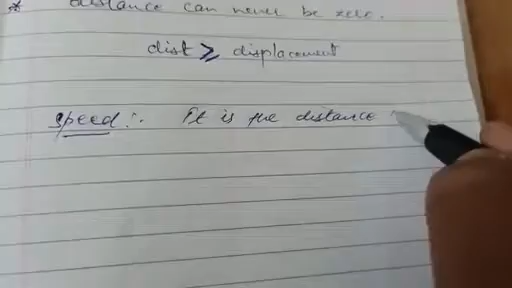 * distance can never be zero.
dist ⩾ displacement
speed:. It is the distance